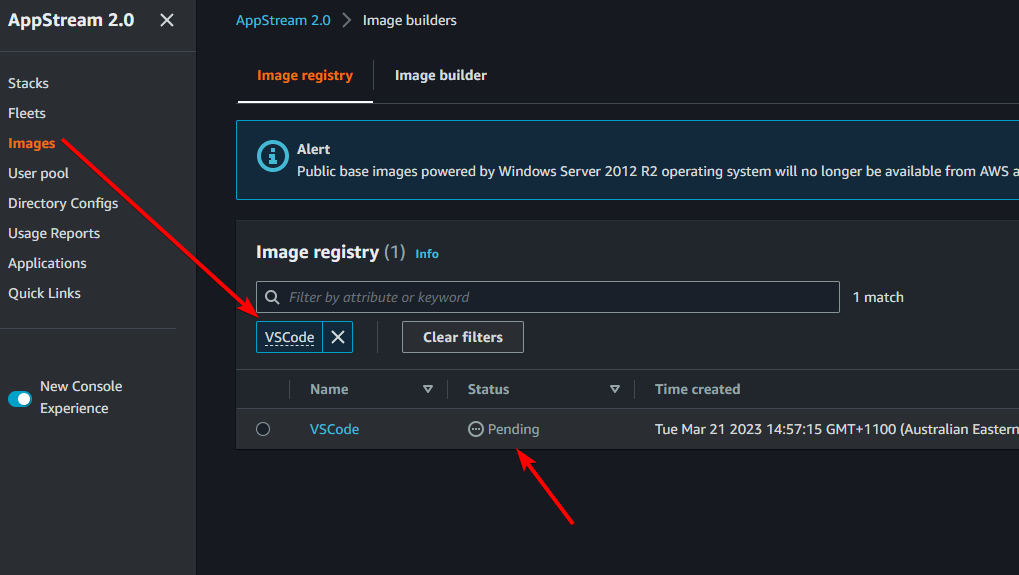 AppStream 2.0
Stacks
Fleets
Images
User pool
Directory Configs
Usage Reports
Applications
Quick Links
New Console
Experience
AppStream 2.0 > Image builders
Image registry
Image builder
Alert
Public base images powered by Windows Server 2012 R2 operating system will no longer be available from AWS a
Image registry (1) Info
Filter by attribute or keyword
1 match
VSCode
Clear filters
Name Status Time created
VSCode Pending Tue Mar 21 2023 14:57:15 GMT+1100 (Australian Eastern